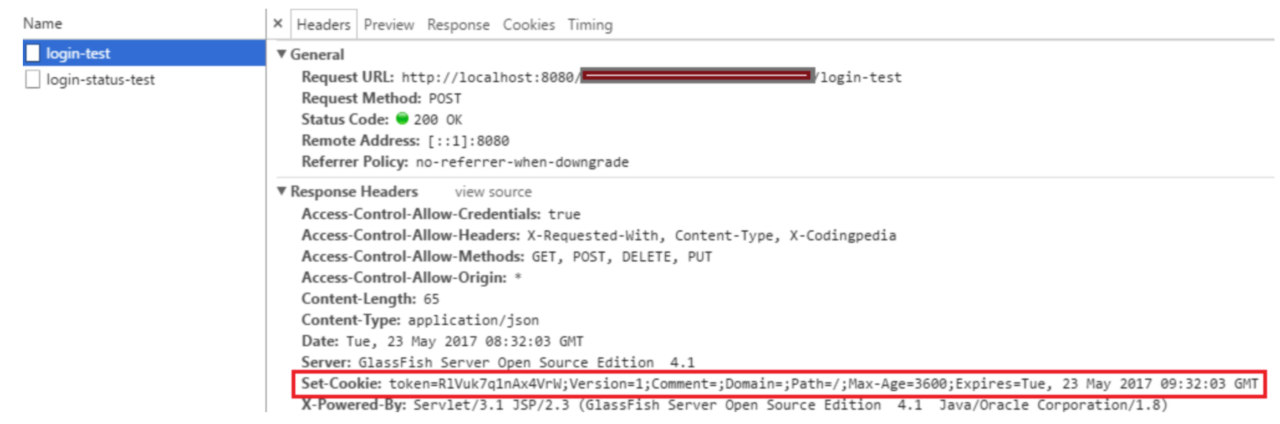 Name
login-test
login-status-test
× Headers Preview Response Cookies Timing
▼ General
Request URL: http://localhost:8080/ /login-test
Request Method: POST
Status Code: 200 OK
Remote Address: [::1]:8080
Referrer Policy: no-referrer-when-downgrade
▼ Response Headers view source
Access-Control-Allow-Credentials: true
Access-Control-Allow-Headers: X-Requested-With, Content-Type, X-Codingpedia
Access-Control-Allow-Methods: GET, POST, DELETE, PUT
Access-Control-Allow-Origin: *
Content-Length: 65
Content-Type: application/json
Date: Tue, 23 May 2017 08:32:03 GMT
Server: GlassFish Server Open Source Edition 4.1
Set-Cookie: token=RlVuk7q1nAx4VrW;Version=1;Comment=;Domain=;Path=/;Max-Age=3600;Expires=Tue, 23 May 2017 09:32:03 GMT
X-Powered-By: Servlet/3.1 JSP/2.3 (GlassFish Server Open Source Edition 4.1 Java/Oracle Corporation/1.8)